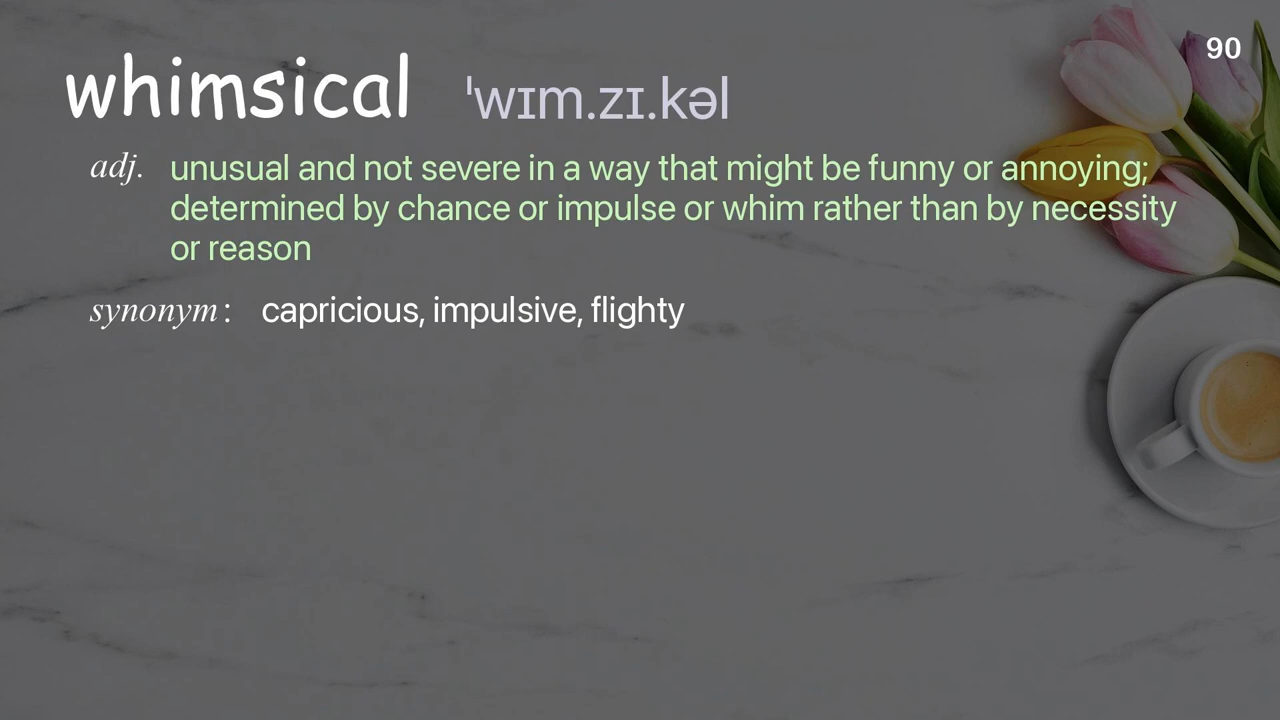 90
whimsical ˈwɪm.zɪ.kəl
adj. unusual and not severe in a way that might be funny or annoying;
determined by chance or impulse or whim rather than by necessity
or reason
synonym : capricious, impulsive, flighty